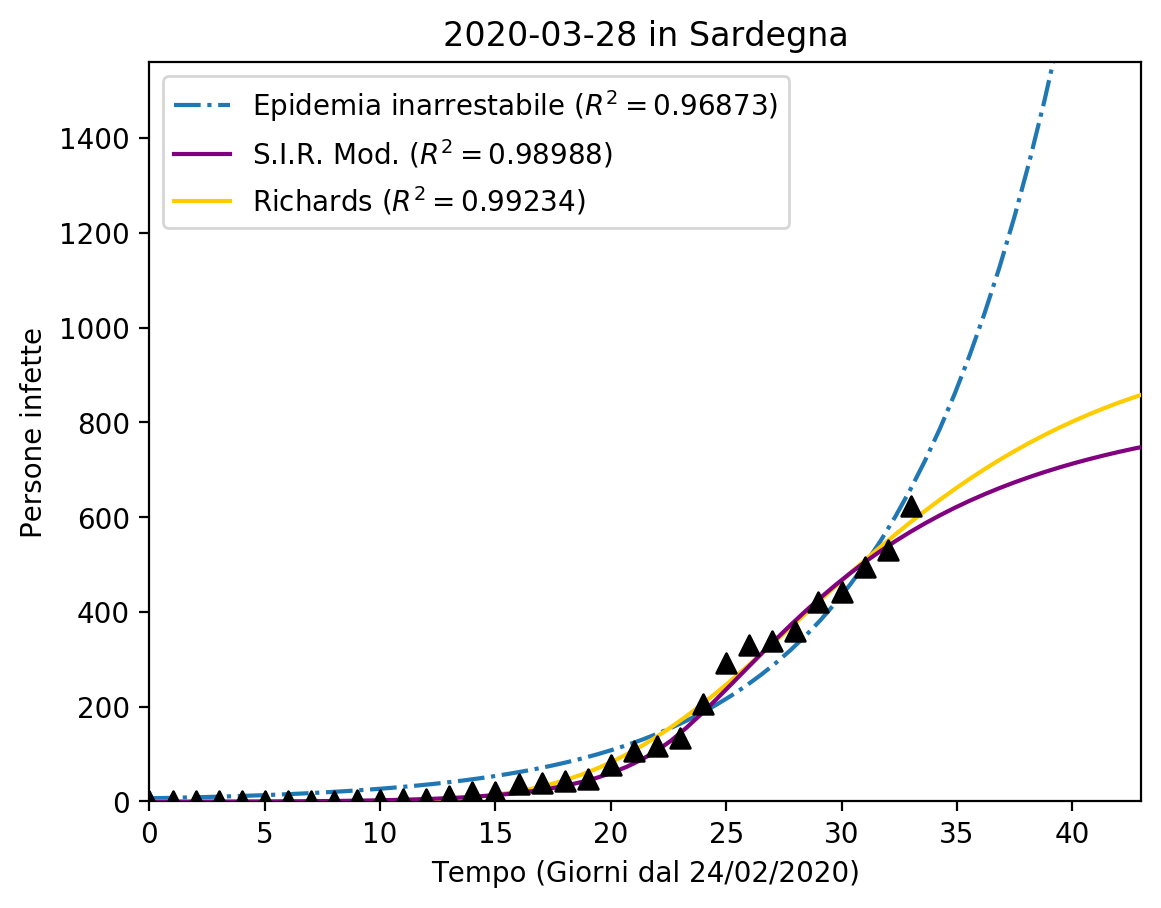 2020-03-28 in Sardegna
Epidemia inarrestabile (R² = 0.96873)
S.I.R. Mod. (R² = 0.98988)
Richards (R² = 0.99234)
Persone infette
1400
1200
1000
800
600
400
200
0
0 5 10 15 20 25 30 35 40
Tempo (Giorni dal 24/02/2020)